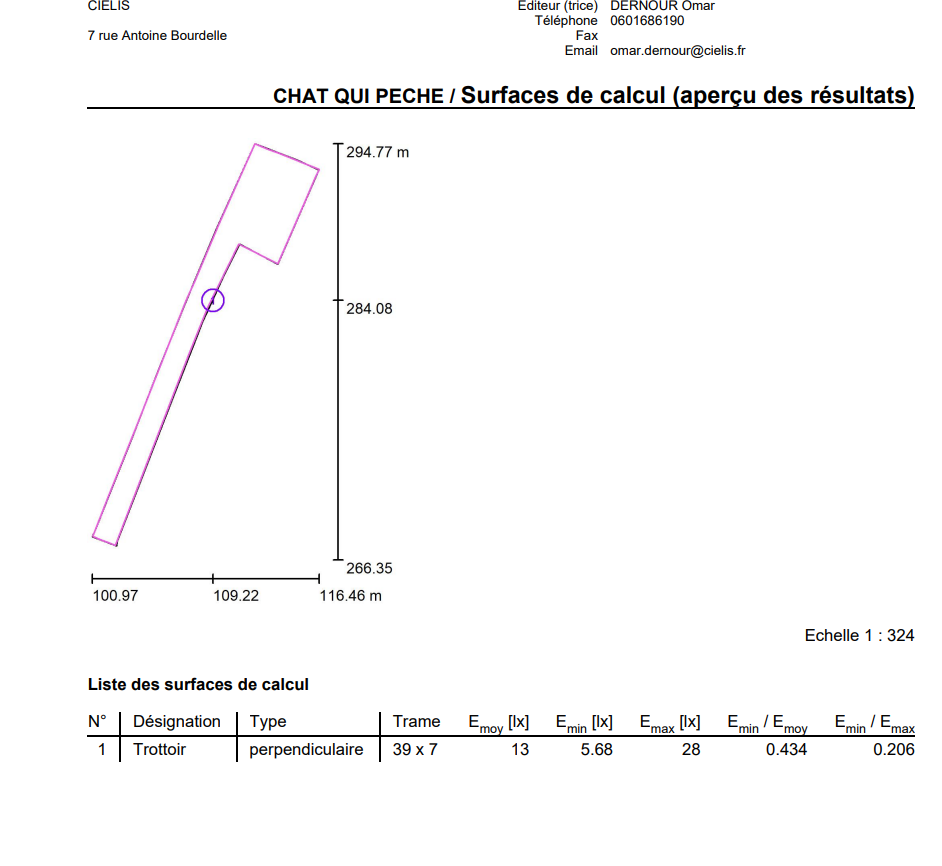 CIELIS
Editeur (trice) DERNOUR Omar
Téléphone 0601686190
7 rue Antoine Bourdelle
Fax
Email omar.dernour@cielis.fr
CHAT QUI PECHE / Surfaces de calcul (aperçu des résultats)
294.77 m
284.08
266.35
100.97 109.22 116.46 m
Echelle 1 : 324
Liste des surfaces de calcul
N° Désignation Type Trame Emoy [lx] Emin [lx] Emax [lx] Emin / Emoy Emin / Emax
1 Trottoir perpendiculaire 39 x 7 13 5.68 28 0.434 0.206